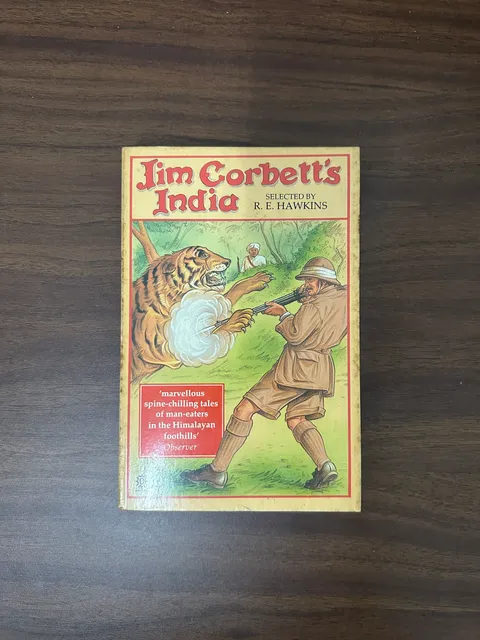 Jim Corbett's
India
SELECTED BY
R. E. HAWKINS
'marvellous
spine-chilling tales
of man-eaters
in the Himalayan
foothills'
Observer